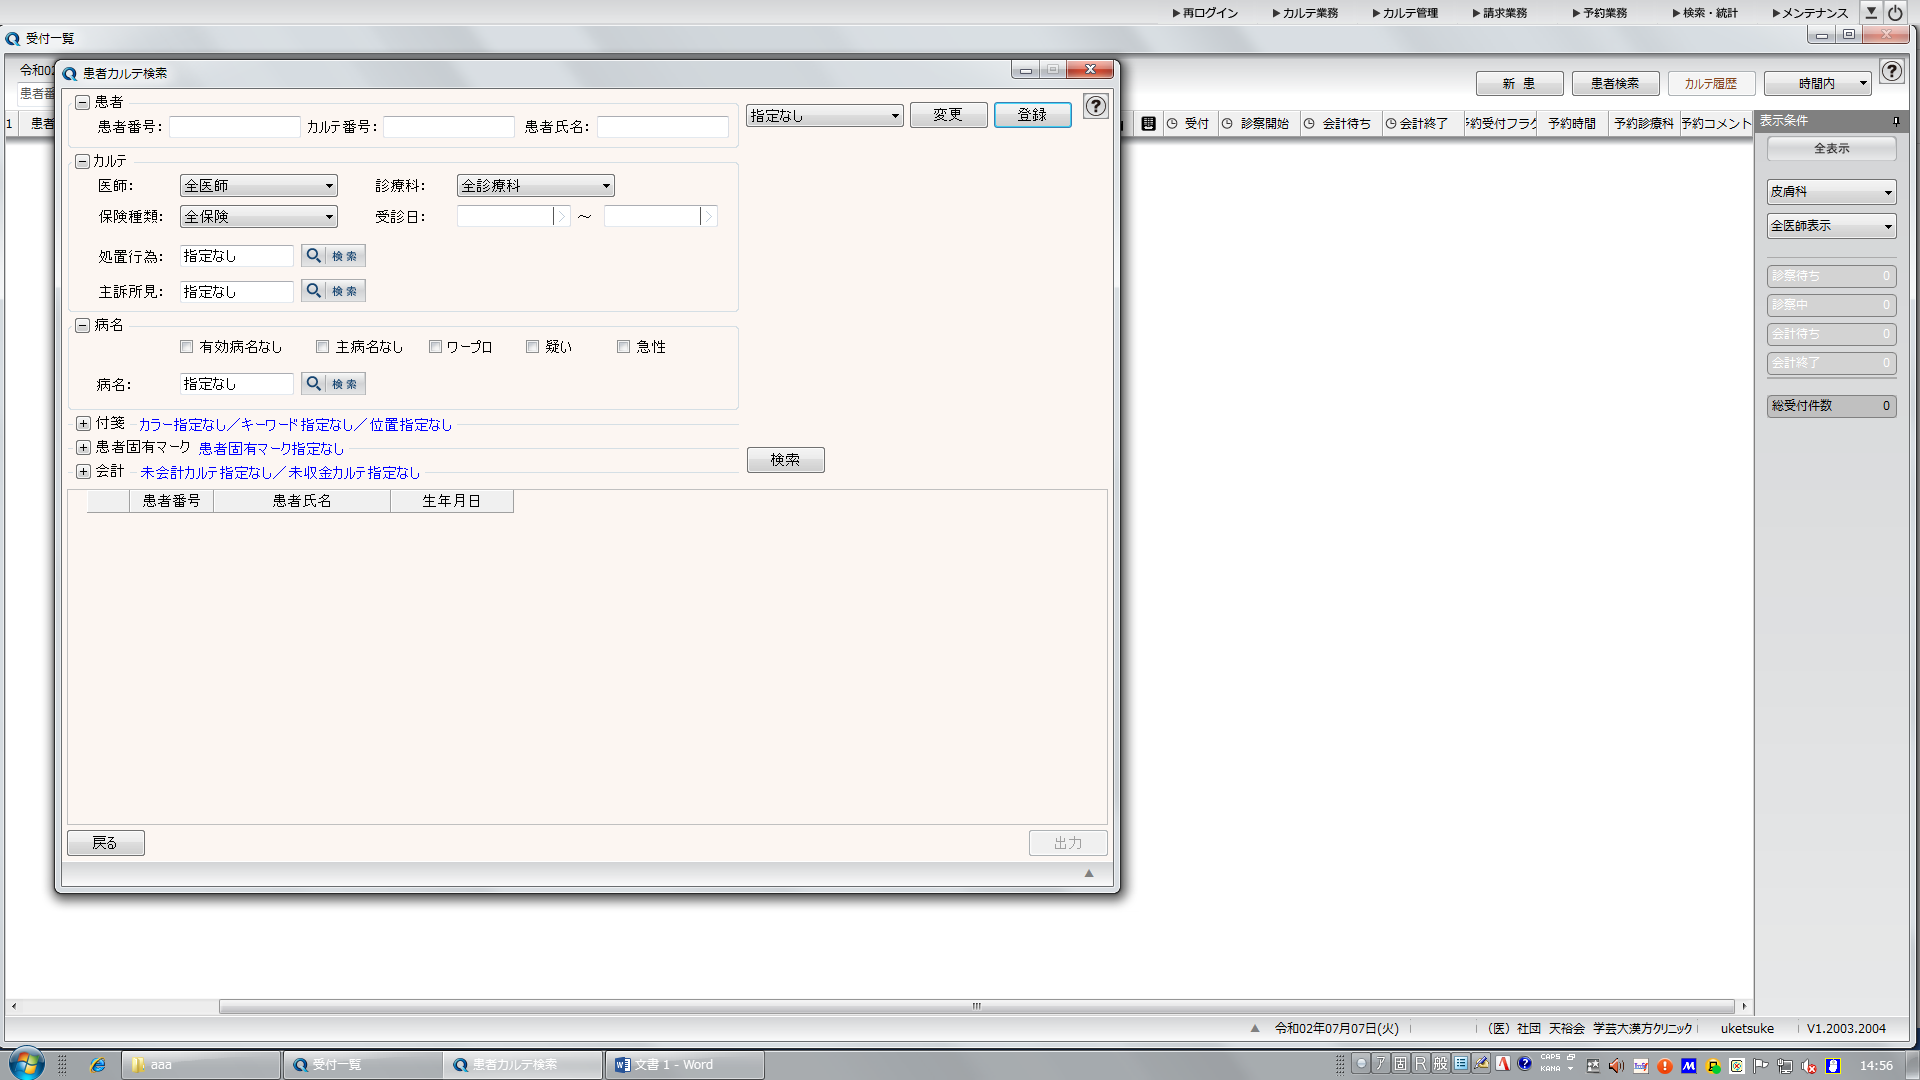 ▶再ログイン ▶カルテ業務 ▶カルテ管理 ▶請求業務 ▶予約業務 ▶検索・統計 ▶メンテナンス
受付一覧
令和02
患者番
新 患 患者検索 カルテ履歴 時間内
1 患者 受付 診察開始 会計待ち 会計終了 予約受付フラグ 予約時間 予約診療科 予約コメント
患者カルテ検索
患者
患者番号: カルテ番号: 患者氏名:
指定なし 変更 登録
カルテ
医師: 全医師 診療科: 全診療科
保険種類: 全保険 受診日: ～
処置行為: 指定なし 検索
主訴所見: 指定なし 検索
病名
有効病名なし 主病名なし ワープロ 疑い 急性
病名: 指定なし 検索
付箋 カラー指定なし／キーワード指定なし／位置指定なし
患者固有マーク 患者固有マーク指定なし
会計 未会計カルテ指定なし／未収金カルテ指定なし
検索
患者番号 患者氏名 生年月日
戻る 出力
表示条件
全表示
皮膚科
全医師表示
診察待ち 0
診察中 0
会計待ち 0
会計終了 0
総受付件数 0
令和02年07月07日(火) （医）社団 天裕会 学芸大漢方クリニック uketsuke V1.2003.2004
aaa 受付一覧 患者カルテ検索 文書 1 - Word
ア 固 R 般 CAPS KANA 14:56